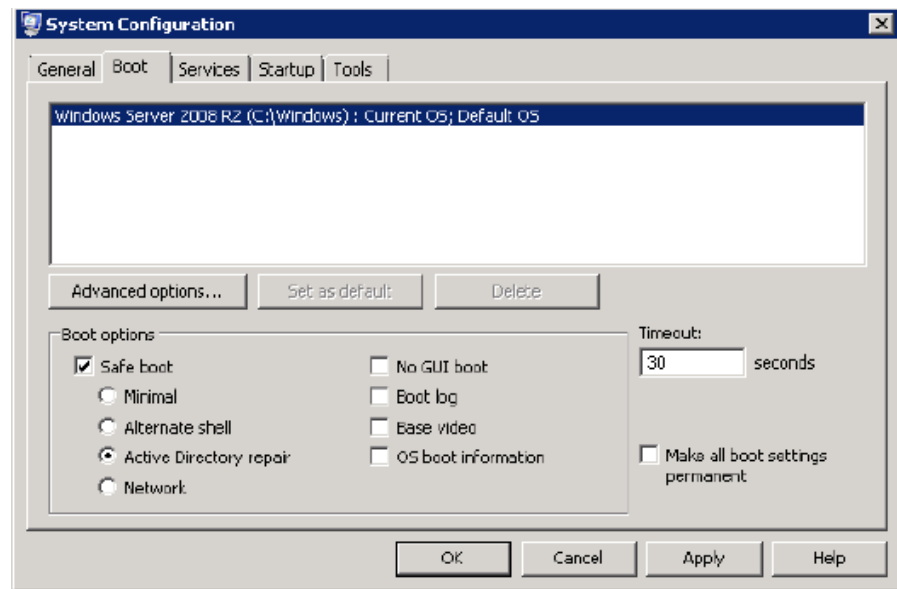 System Configuration
General Boot Services Startup Tools
Windows Server 2008 R2 (C:\Windows) : Current OS; Default OS
Advanced options... Set as default Delete
Boot options Timeout:
Safe boot No GUI boot 30 seconds
Minimal Boot log
Alternate shell Base video
Active Directory repair OS boot information Make all boot settings
permanent
Network
OK Cancel Apply Help